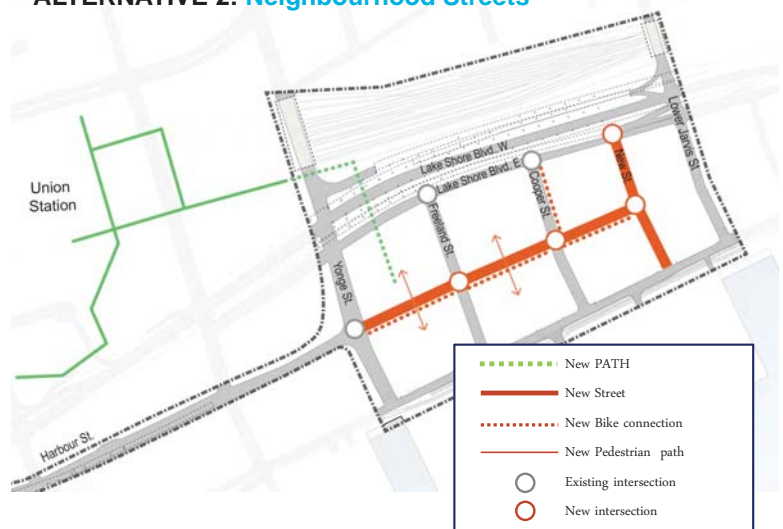 ALTERNATIVE 2: Neighbourhood Streets
Union
Station
Lake Shore Blvd. W
Lake Shore Blvd. E
Lower Jarvis St.
New St.
Cooper St.
Freeland St.
Yonge St.
Harbour St.
New PATH
New Street
New Bike connection
New Pedestrian path
Existing intersection
New intersection